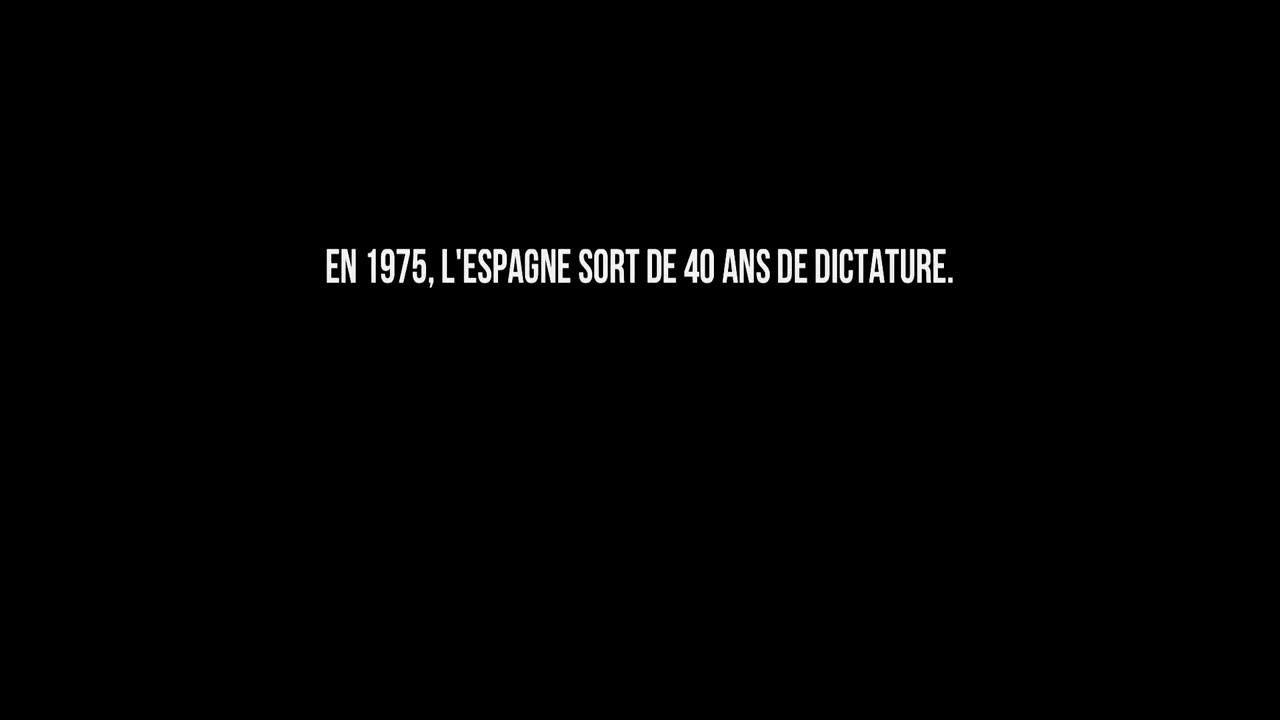 EN 1975, L'ESPAGNE SORT DE 40 ANS DE DICTATURE.